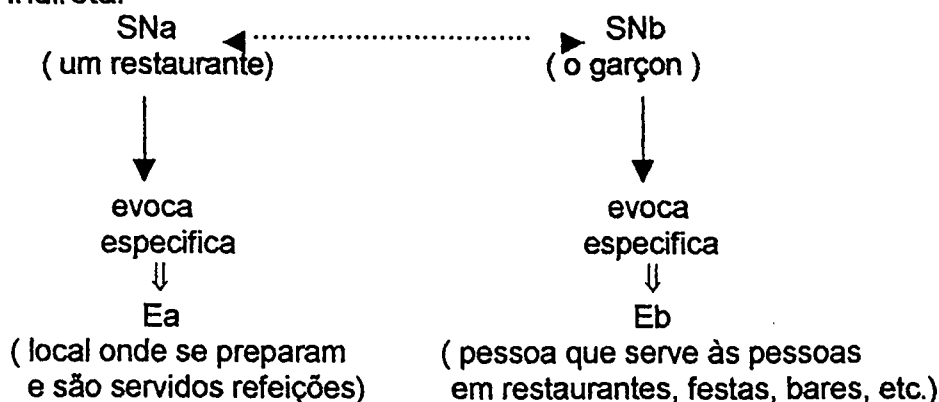 SNa SNb
( um restaurante) ( o garçon )
evoca evoca
especifica especifica
⇓ ⇓
Ea Eb
( local onde se preparam ( pessoa que serve às pessoas
e são servidos refeições) em restaurantes, festas, bares, etc.)